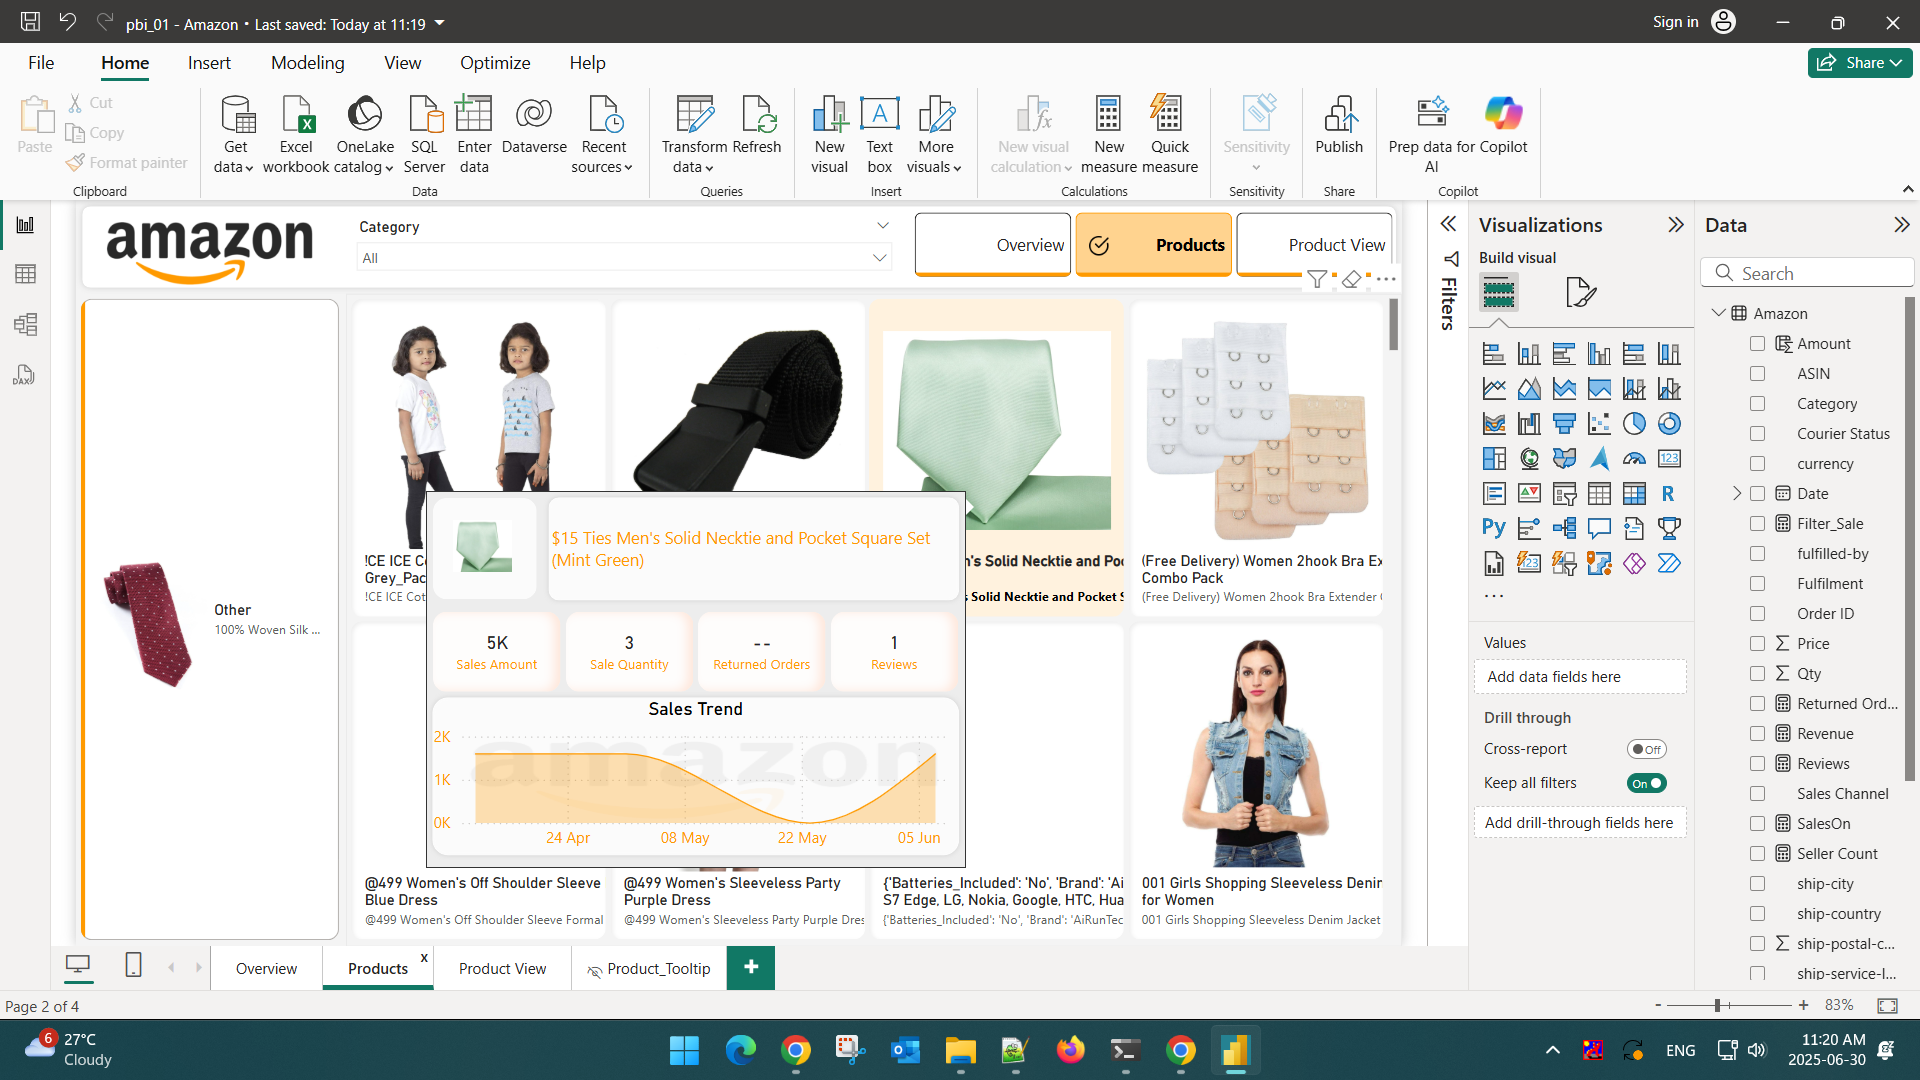 pbi_01 - Amazon • Last saved: Today at 11:19
Sign in
File Home Insert Modeling View Optimize Help
Share
Paste
Cut
Copy
Format painter
Clipboard
Get data
Excel workbook
OneLake catalog
SQL Server
Enter data
Dataverse
Recent sources
Data
Transform data
Refresh
Queries
New visual
Text box
More visuals
Insert
New visual calculation
New measure
Quick measure
Calculations
Sensitivity
Sensitivity
Publish
Share
Prep data for AI
Copilot
Copilot
amazon
Category
All
Overview
Products
Product View
Other
100% Woven Silk ...
!CE ICE C
Grey_Pac
!CE ICE Cot
n's Solid Necktie and Poc
s Solid Necktie and Pocket S
(Free Delivery) Women 2hook Bra Ex
Combo Pack
(Free Delivery) Women 2hook Bra Extender
$15 Ties Men's Solid Necktie and Pocket Square Set
(Mint Green)
5K
Sales Amount
3
Sale Quantity
--
Returned Orders
1
Reviews
Sales Trend
amazon
2K
1K
0K
24 Apr 08 May 22 May 05 Jun
@499 Women's Off Shoulder Sleeve
Blue Dress
@499 Women's Off Shoulder Sleeve Formal
@499 Women's Sleeveless Party
Purple Dress
@499 Women's Sleeveless Party Purple Dres
{'Batteries_Included': 'No', 'Brand': 'Ai
S7 Edge, LG, Nokia, Google, HTC, Hua
{'Batteries_Included': 'No', 'Brand': 'AiRunTec
001 Girls Shopping Sleeveless Denir
for Women
001 Girls Shopping Sleeveless Denim Jacket
Filters
Visualizations
Build visual
123
R
Py
123
...
Values
Add data fields here
Drill through
Cross-report
Off
Keep all filters
On
Add drill-through fields here
Data
Search
Amazon
Amount
ASIN
Category
Courier Status
currency
Date
Filter_Sale
fulfilled-by
Fulfilment
Order ID
Price
Qty
Returned Ord...
Revenue
Reviews
Sales Channel
SalesOn
Seller Count
ship-city
ship-country
ship-postal-c...
ship-service-l...
DAX
Overview
Products
x
Product View
Product_Tooltip
+
Page 2 of 4
- + 83%
6
27°C
Cloudy
ENG
11:20 AM
2025-06-30